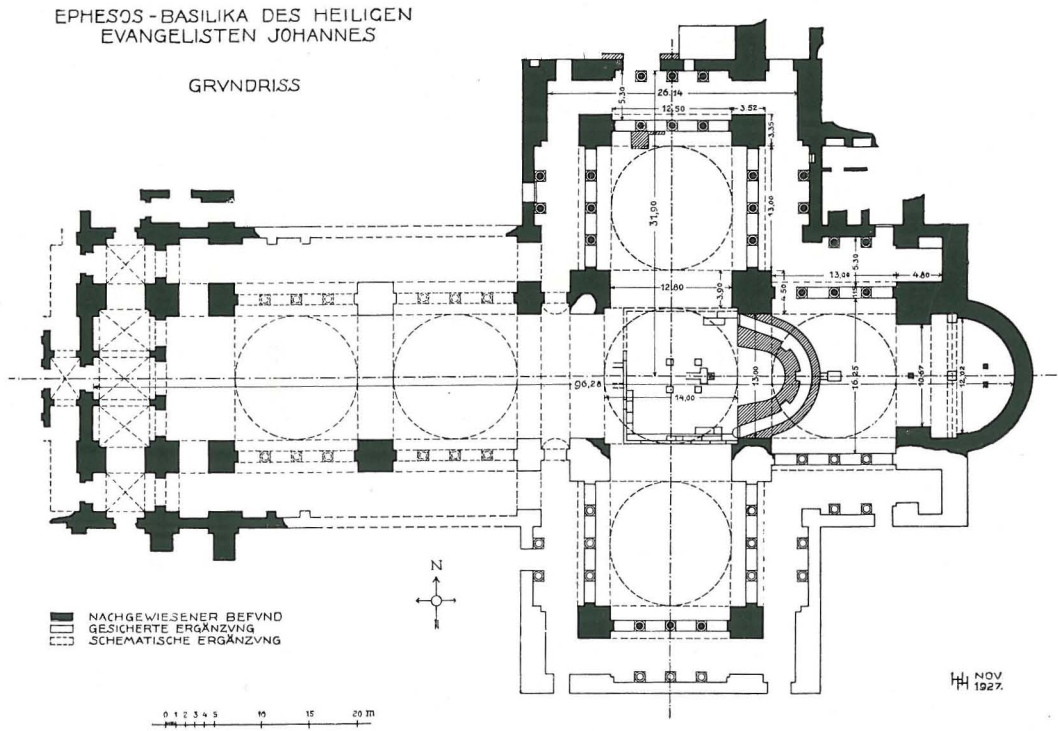 EPHESOS - BASILIKA DES HEILIGEN
EVANGELISTEN JOHANNES
GRVNDRISS
26.14
5.30
12.50
3.52
3.35
31,90
13,00
5.30
13,00
4.80
12.80
3.90
4.50
96,28
14,00
13.00
16.25
10.67
12,02
N
NACHGEWIESENER BEFVND
GESICHERTE ERGÄNZVNG
SCHEMATISCHE ERGÄNZVNG
0 1 2 3 4 5 10 15 20 m
NOV
1927.